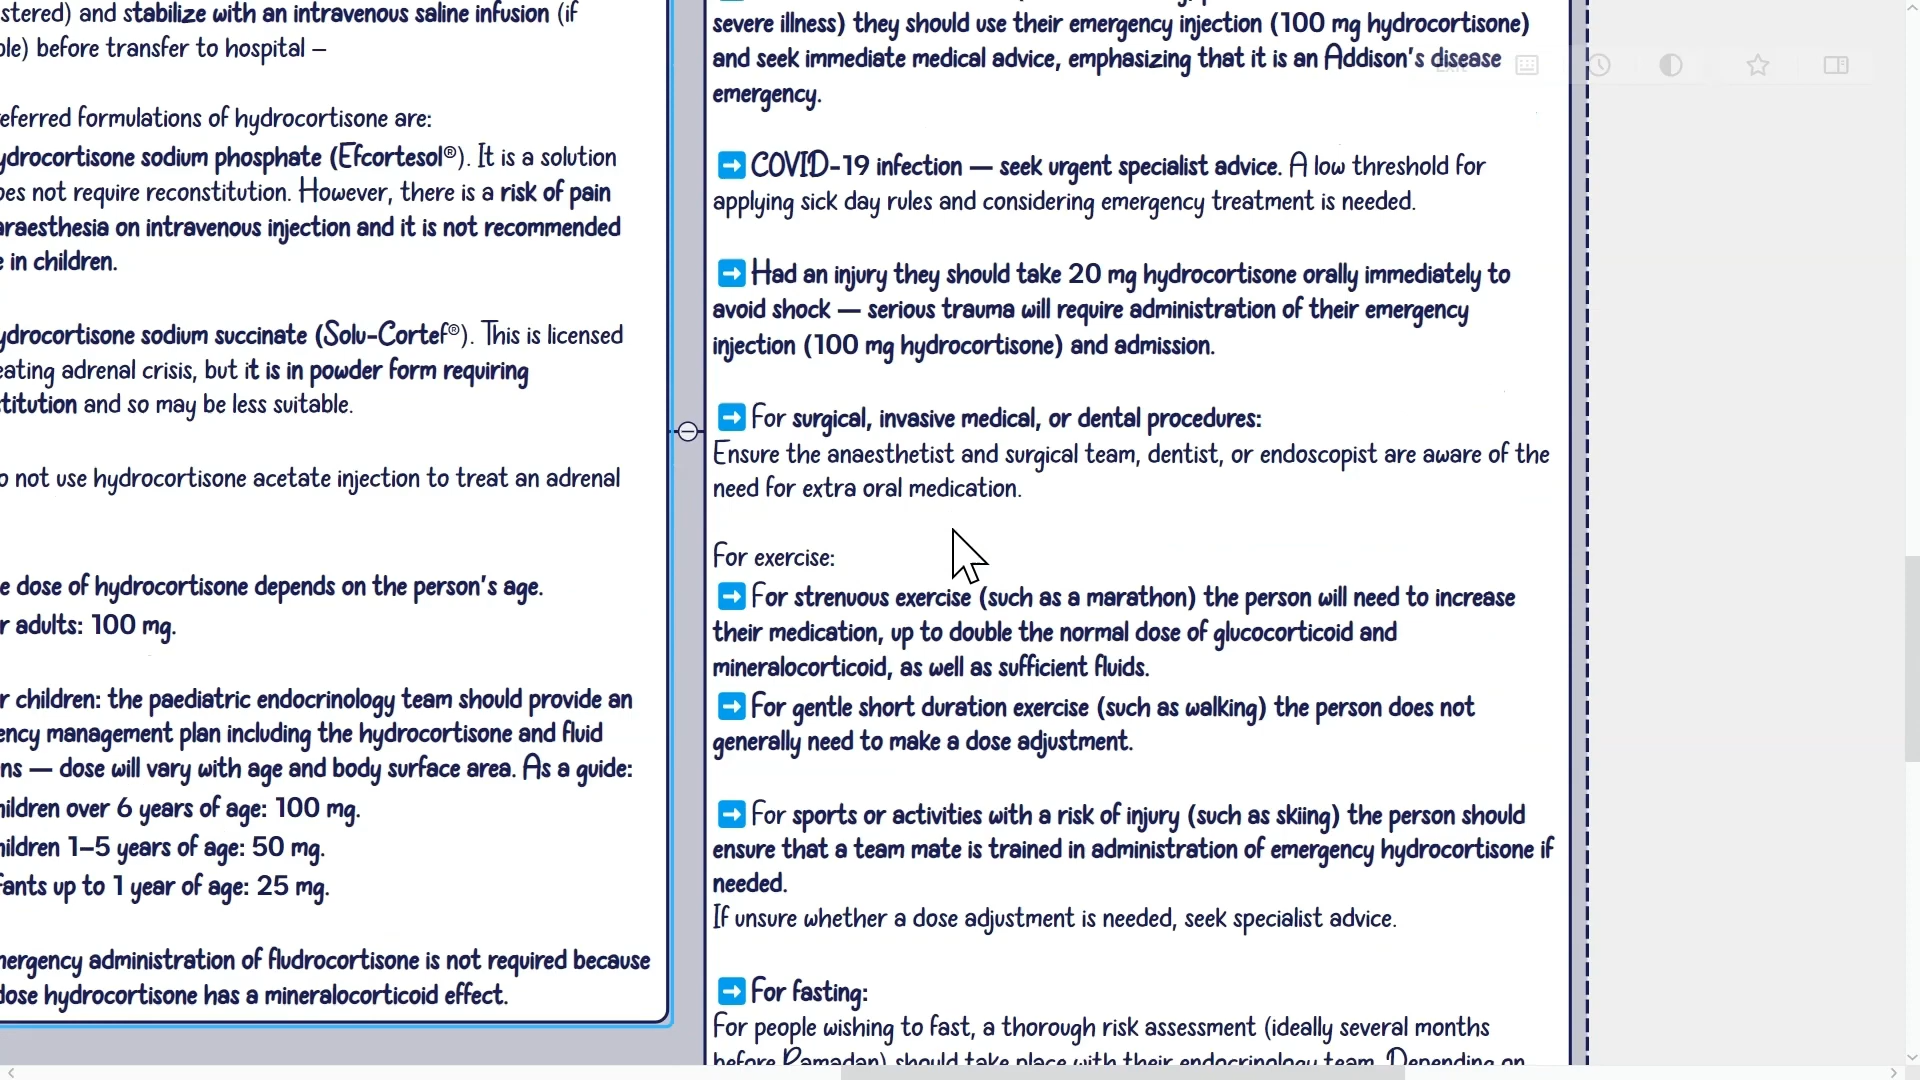 stered) and stabilize with an intravenous saline infusion (if
ble) before transfer to hospital –
eferred formulations of hydrocortisone are:
ydrocortisone sodium phosphate (Efcortesol®). It is a solution
oes not require reconstitution. However, there is a risk of pain
araesthesia on intravenous injection and it is not recommended
e in children.
ydrocortisone sodium succinate (Solu-Cortef®). This is licensed
eating adrenal crisis, but it is in powder form requiring
stitution and so may be less suitable.
o not use hydrocortisone acetate injection to treat an adrenal
e dose of hydrocortisone depends on the person's age.
r adults: 100 mg.
r children: the paediatric endocrinology team should provide an
ency management plan including the hydrocortisone and fluid
ns — dose will vary with age and body surface area. As a guide:
hildren over 6 years of age: 100 mg.
hildren 1–5 years of age: 50 mg.
fants up to 1 year of age: 25 mg.
mergency administration of fludrocortisone is not required because
dose hydrocortisone has a mineralocorticoid effect.
severe illness) they should use their emergency injection (100 mg hydrocortisone)
and seek immediate medical advice, emphasizing that it is an Addison's disease
emergency.
➡ COVID-19 infection — seek urgent specialist advice. A low threshold for
applying sick day rules and considering emergency treatment is needed.
➡ Had an injury they should take 20 mg hydrocortisone orally immediately to
avoid shock — serious trauma will require administration of their emergency
injection (100 mg hydrocortisone) and admission.
➡ For surgical, invasive medical, or dental procedures:
Ensure the anaesthetist and surgical team, dentist, or endoscopist are aware of the
need for extra oral medication.
For exercise:
➡ For strenuous exercise (such as a marathon) the person will need to increase
their medication, up to double the normal dose of glucocorticoid and
mineralocorticoid, as well as sufficient fluids.
➡ For gentle short duration exercise (such as walking) the person does not
generally need to make a dose adjustment.
➡ For sports or activities with a risk of injury (such as skiing) the person should
ensure that a team mate is trained in administration of emergency hydrocortisone if
needed.
If unsure whether a dose adjustment is needed, seek specialist advice.
➡ For fasting:
For people wishing to fast, a thorough risk assessment (ideally several months
before Ramadan) should take place with their endocrinology team. Depending on